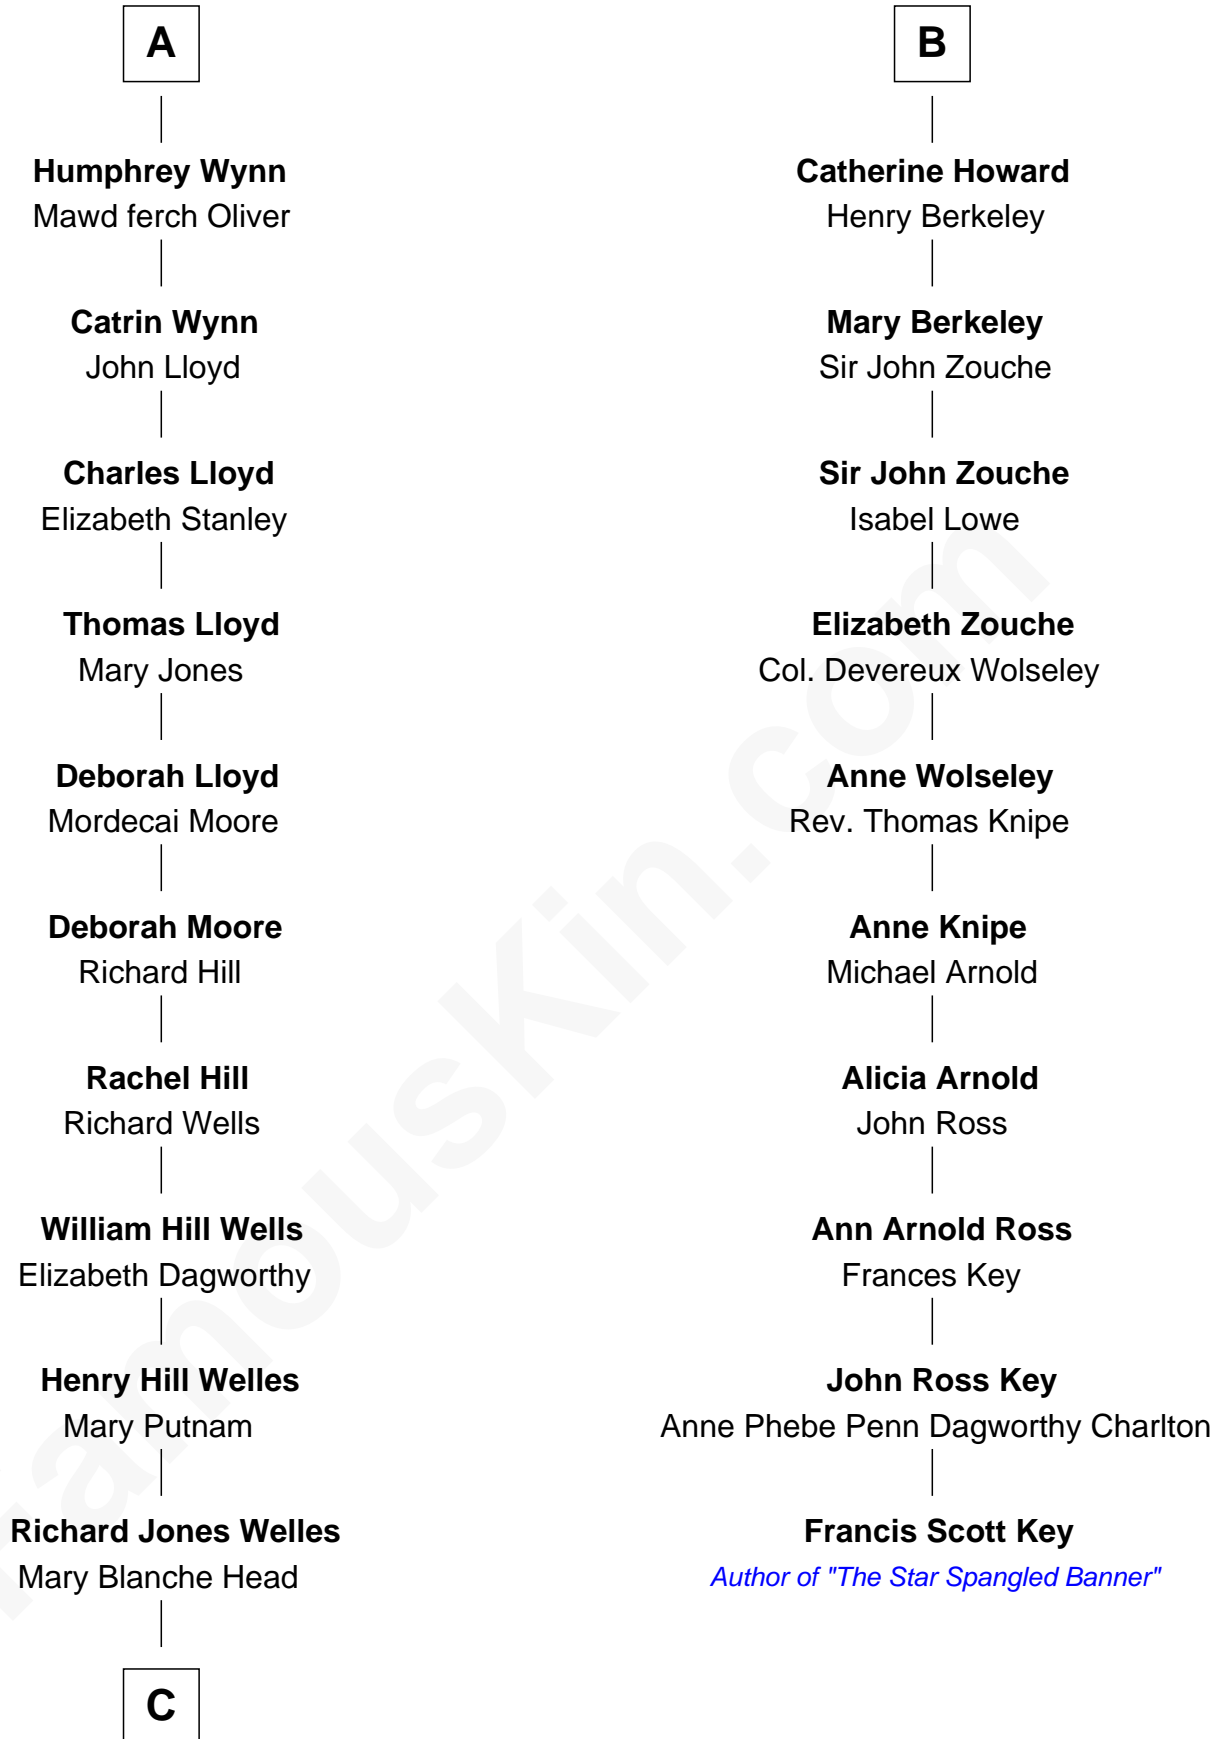 A
Humphrey Wynn
Mawd ferch Oliver
Catrin Wynn
John Lloyd
Charles Lloyd
Elizabeth Stanley
Thomas Lloyd
Mary Jones
Deborah Lloyd
Mordecai Moore
Deborah Moore
Richard Hill
Rachel Hill
Richard Wells
William Hill Wells
Elizabeth Dagworthy
Henry Hill Welles
Mary Putnam
Richard Jones Welles
Mary Blanche Head
C
B
Catherine Howard
Henry Berkeley
Mary Berkeley
Sir John Zouche
Sir John Zouche
Isabel Lowe
Elizabeth Zouche
Col. Devereux Wolseley
Anne Wolseley
Rev. Thomas Knipe
Anne Knipe
Michael Arnold
Alicia Arnold
John Ross
Ann Arnold Ross
Frances Key
John Ross Key
Anne Phebe Penn Dagworthy Charlton
Francis Scott Key
Author of "The Star Spangled Banner"
FamousKin.com